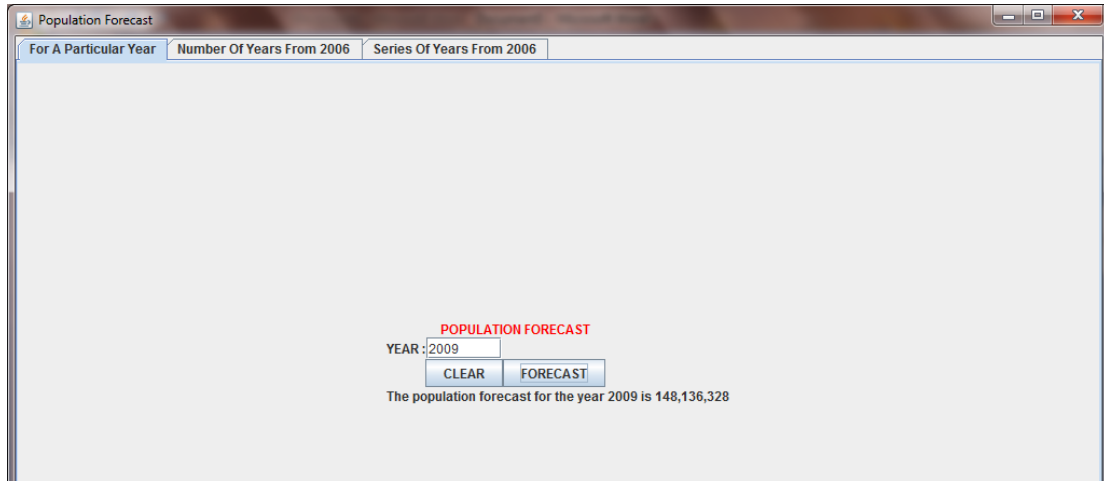 Population Forecast
For A Particular Year Number Of Years From 2006 Series Of Years From 2006
POPULATION FORECAST
YEAR : 2009
CLEAR FORECAST
The population forecast for the year 2009 is 148,136,328